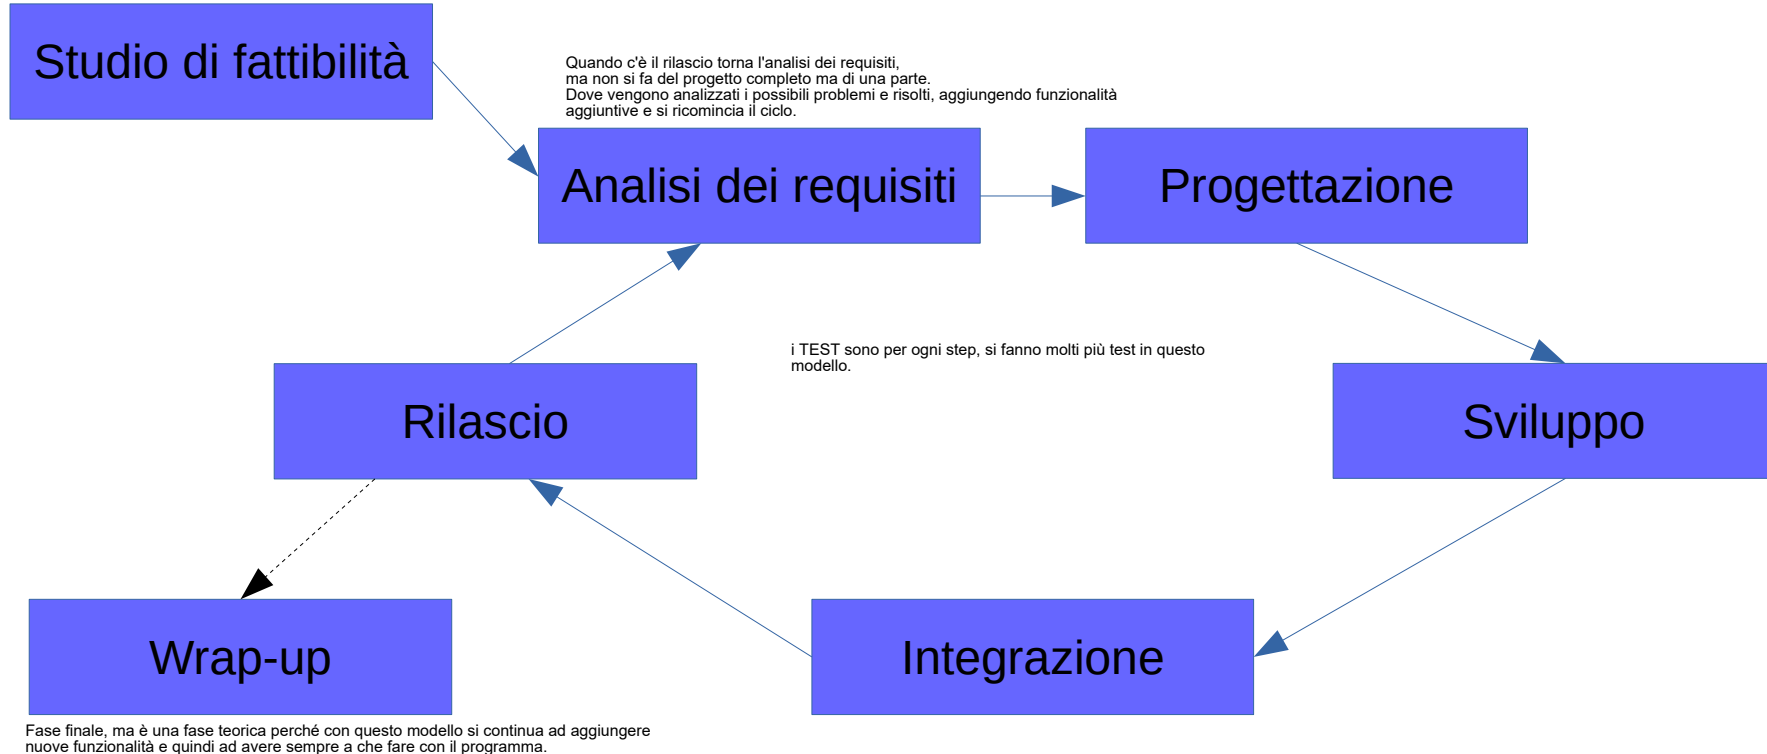 Studio di fattibilità
Quando c'è il rilascio torna l'analisi dei requisiti,
ma non si fa del progetto completo ma di una parte.
Dove vengono analizzati i possibili problemi e risolti, aggiungendo funzionalità
aggiuntive e si ricomincia il ciclo.
Analisi dei requisiti
Progettazione
i TEST sono per ogni step, si fanno molti più test in questo
modello.
Rilascio
Sviluppo
Wrap-up
Integrazione
Fase finale, ma è una fase teorica perché con questo modello si continua ad aggiungere
nuove funzionalità e quindi ad avere sempre a che fare con il programma.